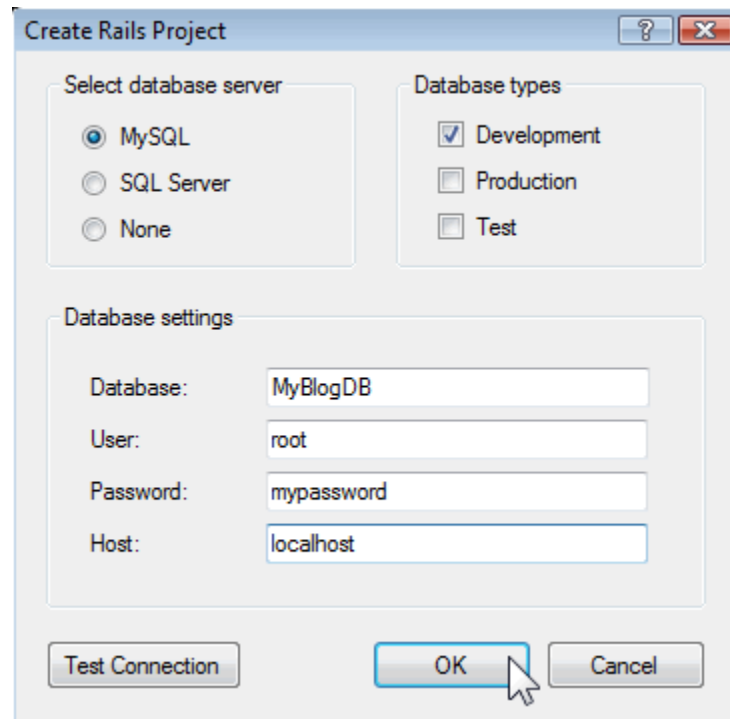 Create Rails Project
Select database server
MySQL
SQL Server
None
Database types
Development
Production
Test
Database settings
Database: MyBlogDB
User: root
Password: mypassword
Host: localhost
Test Connection OK Cancel